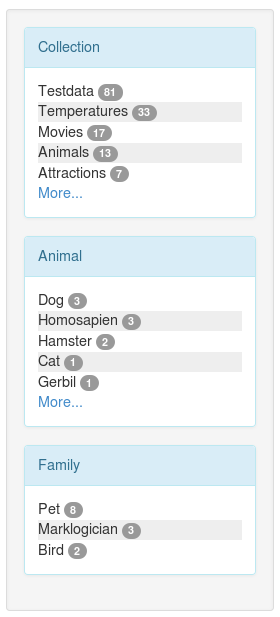 Collection
Testdata 81
Temperatures 33
Movies 17
Animals 13
Attractions 7
More...
Animal
Dog 3
Homosapien 3
Hamster 2
Cat 1
Gerbil 1
More...
Family
Pet 8
Marklogician 3
Bird 2